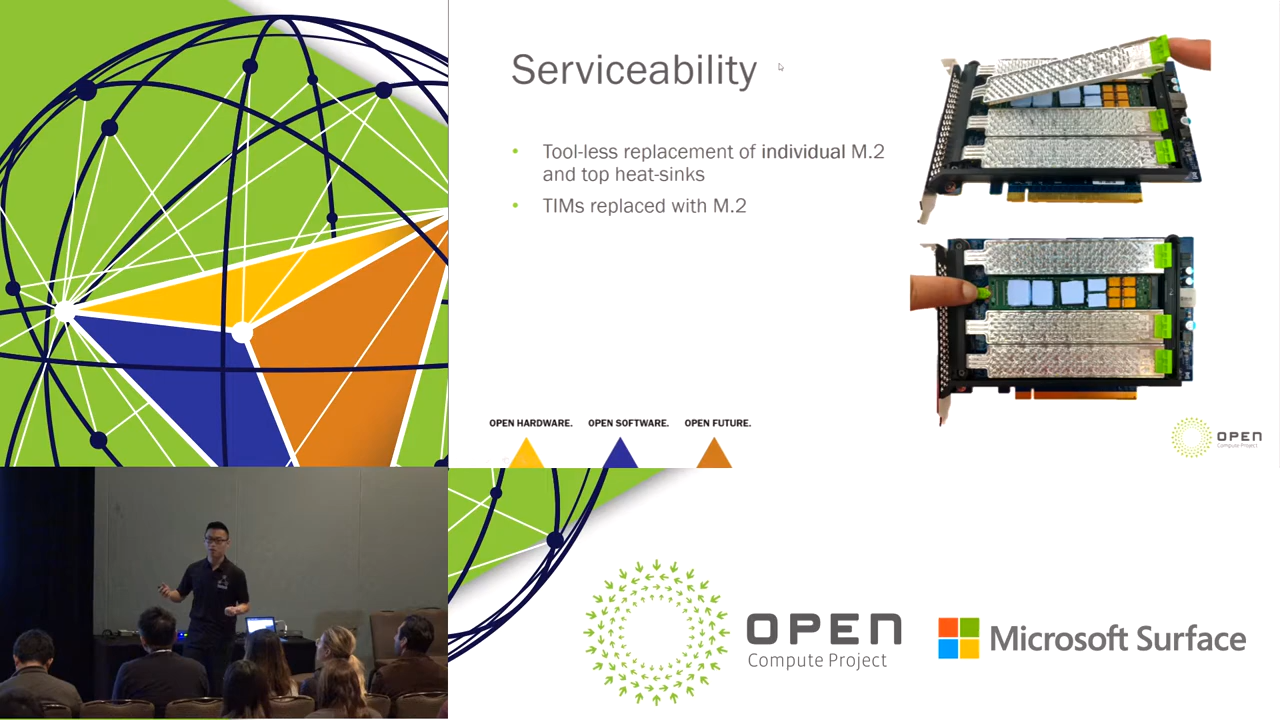 Serviceability
• Tool-less replacement of individual M.2
and top heat-sinks
• TIMs replaced with M.2
OPEN HARDWARE. OPEN SOFTWARE. OPEN FUTURE.
OPEN
Compute Project
OPEN
Compute Project
Microsoft Surface